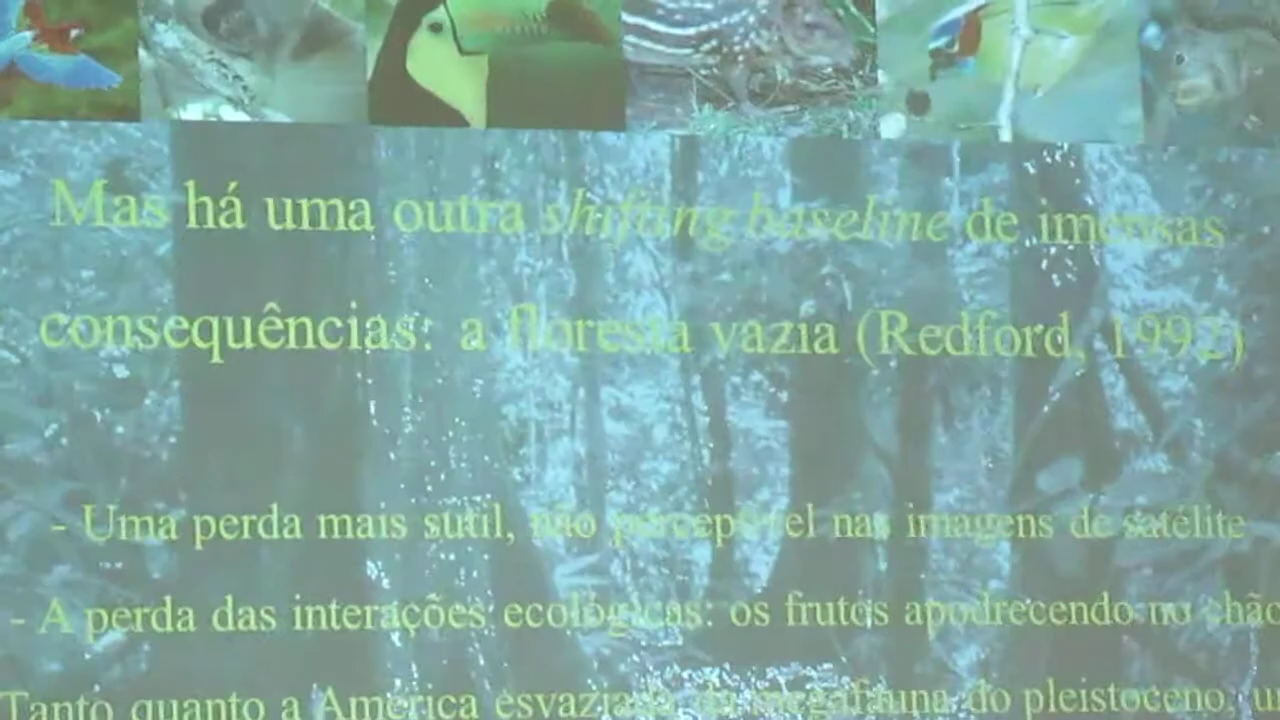 Mas há uma outra shifting baseline de imensas
consequências: a floresta vazia (Redford, 1992)
- Uma perda mais sutil, não perceptível nas imagens de satélite
- A perda das interações ecológicas: os frutos apodrecendo no chão
Tanto quanto a América esvaziada da megafauna do pleistoceno,